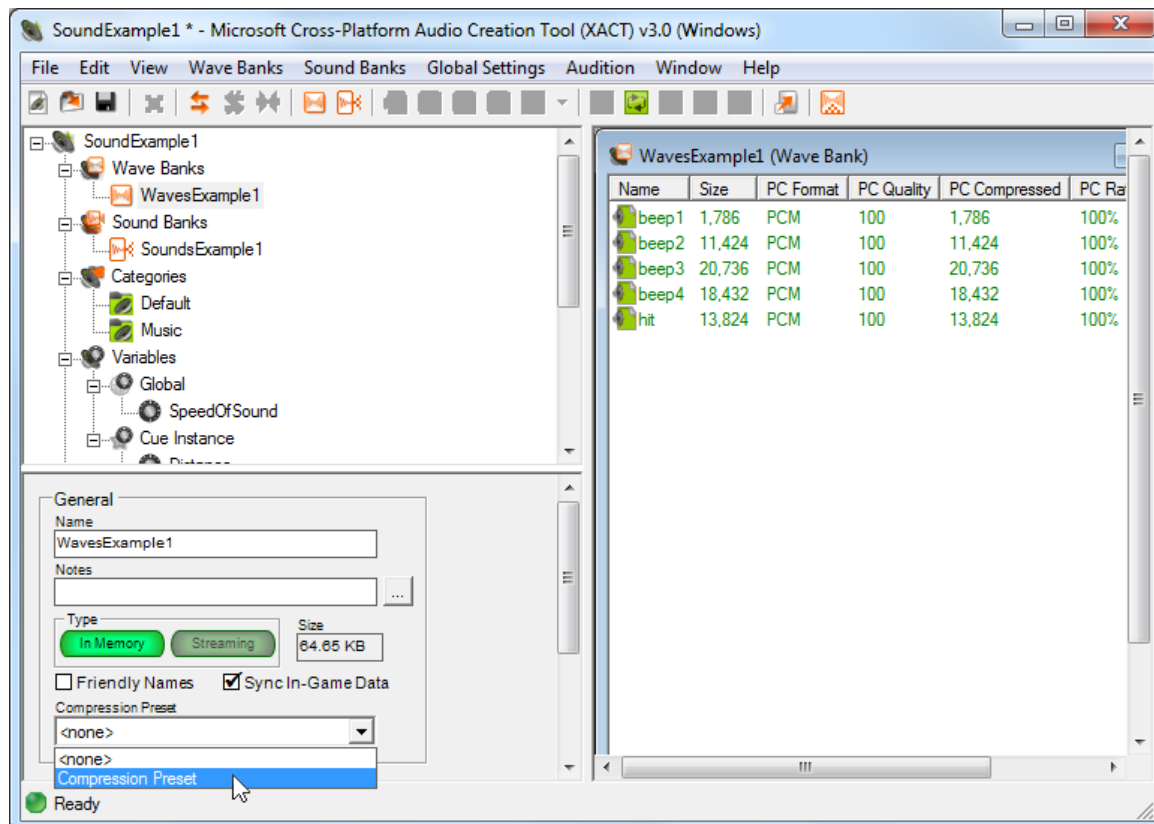 SoundExample1 * - Microsoft Cross-Platform Audio Creation Tool (XACT) v3.0 (Windows)
File Edit View Wave Banks Sound Banks Global Settings Audition Window Help
SoundExample1
Wave Banks
WavesExample1
Sound Banks
SoundsExample1
Categories
Default
Music
Variables
Global
SpeedOfSound
Cue Instance
WavesExample1 (Wave Bank)
Name Size PC Format PC Quality PC Compressed PC Ra
beep1 1,786 PCM 100 1,786 100%
beep2 11,424 PCM 100 11,424 100%
beep3 20,736 PCM 100 20,736 100%
beep4 18,432 PCM 100 18,432 100%
hit 13,824 PCM 100 13,824 100%
General
Name
WavesExample1
Notes
...
Type
In Memory Streaming
Size
64.65 KB
Friendly Names Sync In-Game Data
Compression Preset
<none>
<none>
Compression Preset
Ready